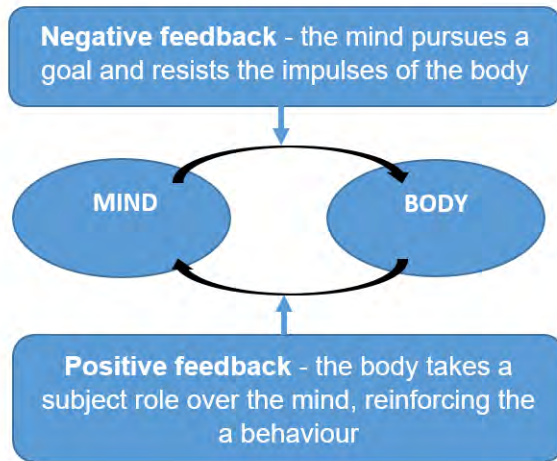 Negative feedback - the mind pursues a
goal and resists the impulses of the body
MIND
BODY
Positive feedback - the body takes a
subject role over the mind, reinforcing the
a behaviour